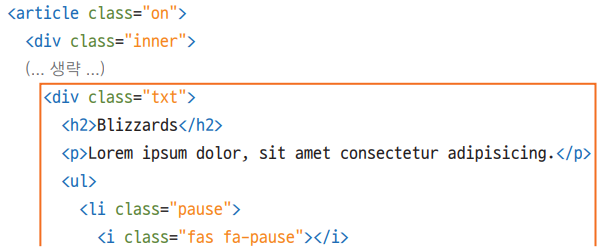 <article class="on">
<div class="inner">
(... 생략 ...)
<div class="txt">
<h2>Blizzards</h2>
<p>Lorem ipsum dolor, sit amet consectetur adipisicing.</p>
<ul>
<li class="pause">
<i class="fas fa-pause"></i>